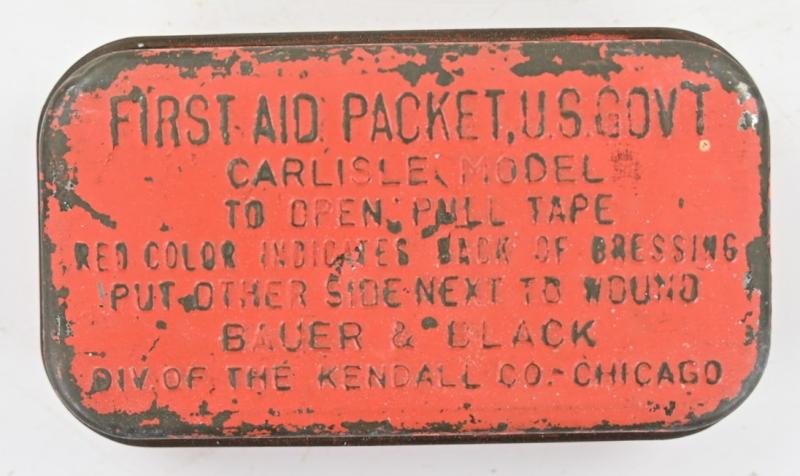 FIRST AID PACKET, U.S. GOVT
CARLISLE MODEL
TO OPEN, PULL TAPE
RED COLOR INDICATES BACK OF DRESSING
PUT OTHER SIDE NEXT TO WOUND
BAUER & BLACK
DIV. OF THE KENDALL CO.-CHICAGO